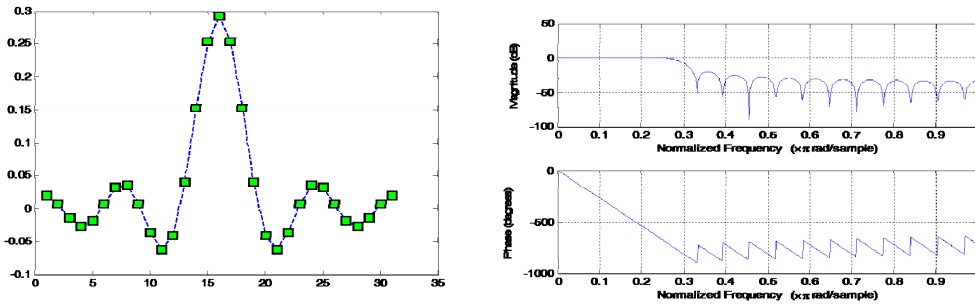 0.3
0.25
0.2
0.15
0.1
0.05
0
-0.05
-0.1
0 5 10 15 20 25 30 35
Magnitude (dB)
50
0
-50
-100
0 0.1 0.2 0.3 0.4 0.5 0.6 0.7 0.8 0.9
Normalized Frequency (×π rad/sample)
Phase (degrees)
0
-500
-1000
0 0.1 0.2 0.3 0.4 0.5 0.6 0.7 0.8 0.9
Normalized Frequency (×π rad/sample)